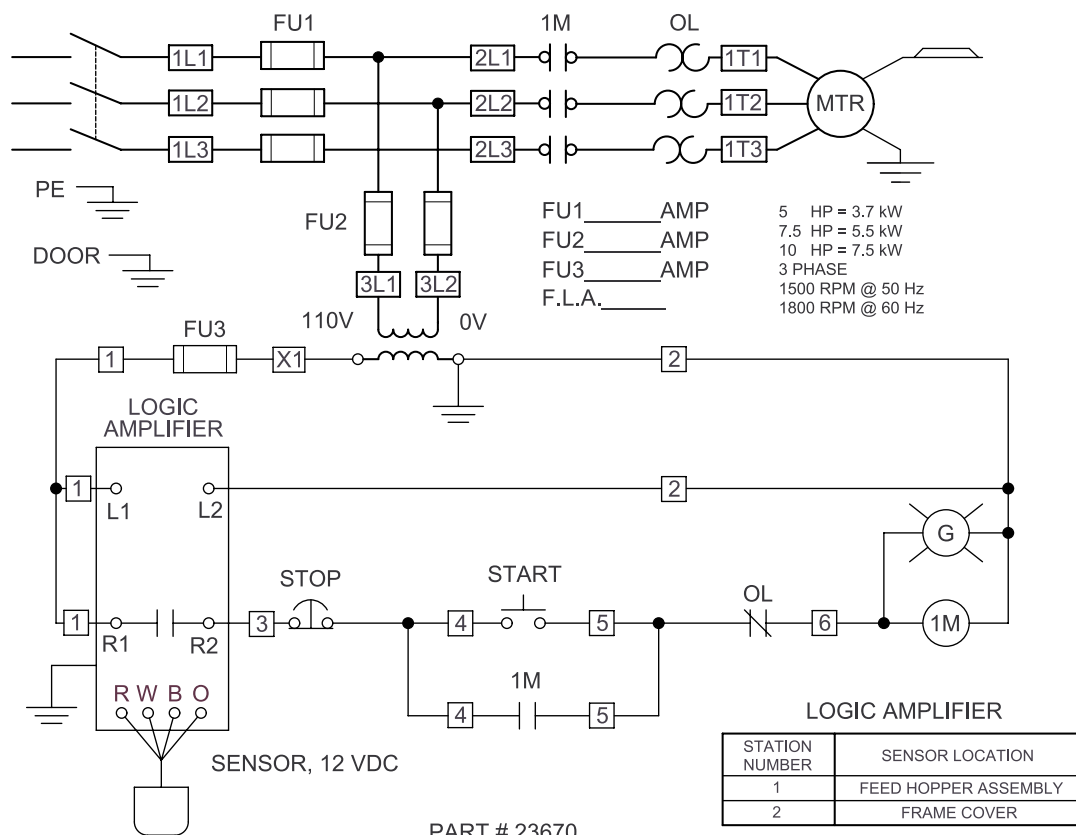 FU1
1M
OL
1L1
2L1
1T1
1L2
2L2
1T2
MTR
1L3
2L3
1T3
PE
DOOR
FU2
3L1
3L2
FU1______AMP
FU2______AMP
FU3______AMP
F.L.A._____
5 HP = 3.7 kW
7.5 HP = 5.5 kW
10 HP = 7.5 kW
3 PHASE
1500 RPM @ 50 Hz
1800 RPM @ 60 Hz
110V
0V
FU3
1
X1
2
LOGIC
AMPLIFIER
1
L1
L2
2
G
STOP
START
OL
1
R1
R2
3
4
5
6
1M
1M
4
5
R W B O
SENSOR, 12 VDC
LOGIC AMPLIFIER
STATION
NUMBER
SENSOR LOCATION
1
FEED HOPPER ASSEMBLY
2
FRAME COVER
PART # 23670